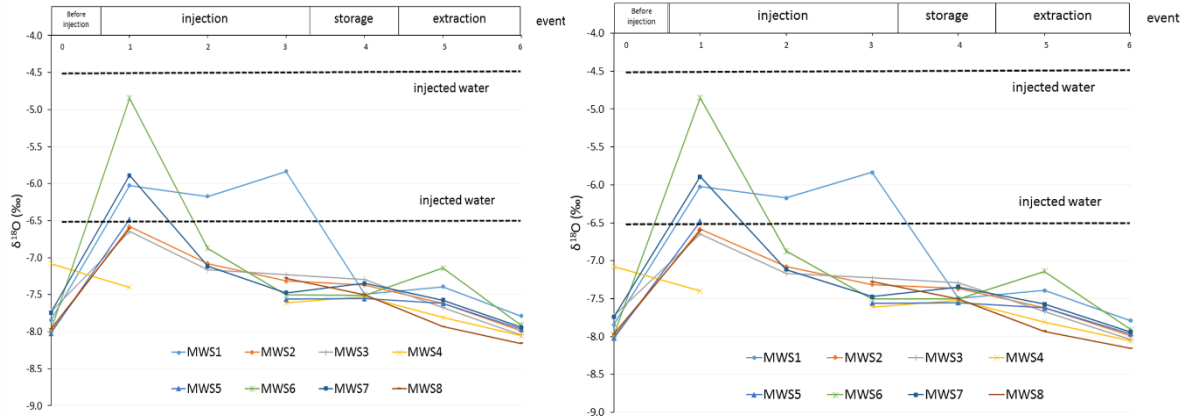 Before injection
injection
storage
extraction
event
-4.0
0 1 2 3 4 5 6
-4.5
injected water
-5.0
-5.5
-6.0
injected water
-6.5
δ18O (‰)
-7.0
-7.5
-8.0
MWS1 MWS2 MWS3 MWS4
-8.5
MWS5 MWS6 MWS7 MWS8
-9.0
Before injection
injection
storage
extraction
event
-4.0
0 1 2 3 4 5 6
-4.5
injected water
-5.0
-5.5
-6.0
injected water
-6.5
δ18O (‰)
-7.0
-7.5
-8.0
MWS1 MWS2 MWS3 MWS4
-8.5
MWS5 MWS6 MWS7 MWS8
-9.0